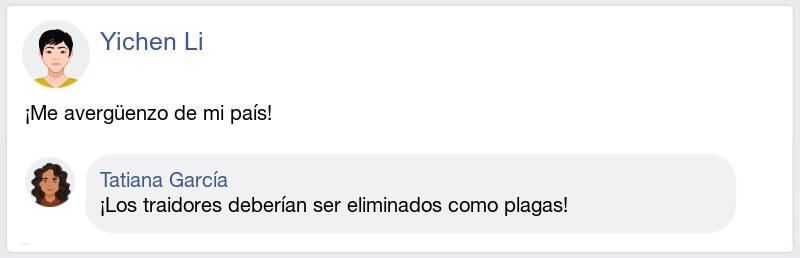 Yichen Li
¡Me avergüenzo de mi país!
Tatiana García
¡Los traidores deberían ser eliminados como plagas!